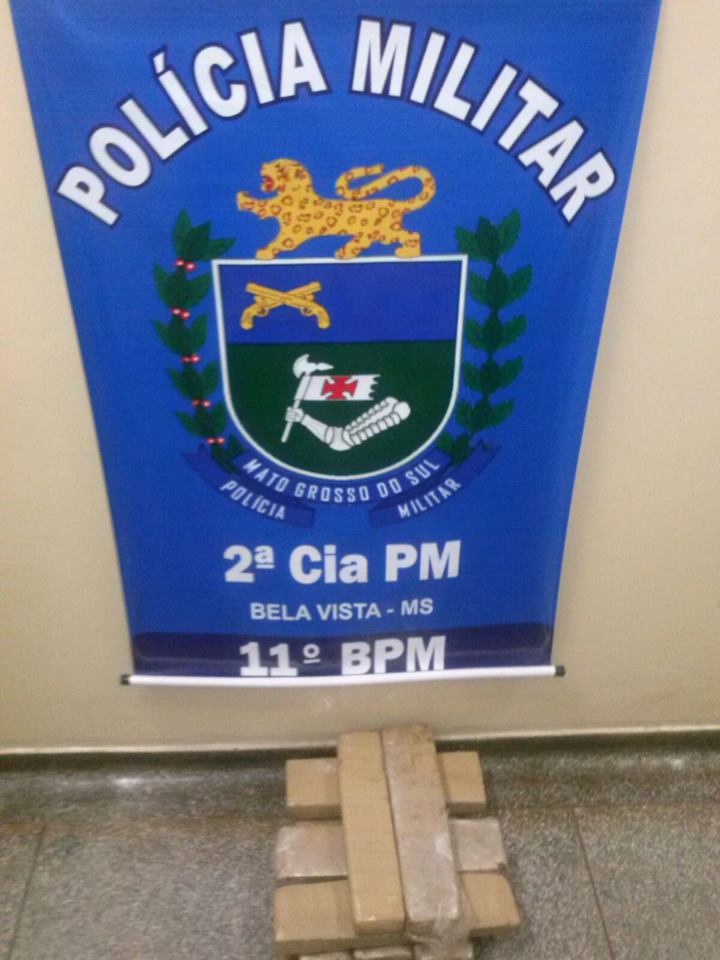 POLÍCIA MILITAR
MATO GROSSO DO SUL
POLÍCIA MILITAR
2ª Cia PM
BELA VISTA - MS
11º BPM